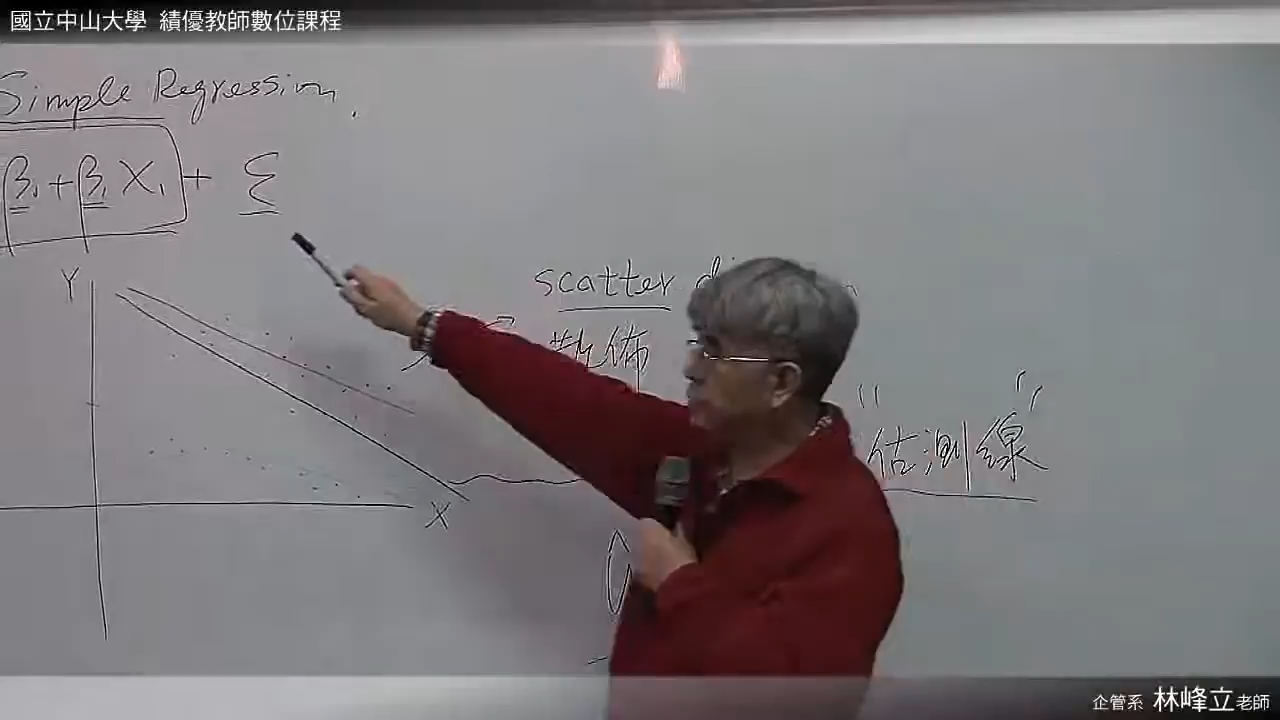 國立中山大學 績優教師數位課程
Simple Regression.
β₁+β₁X₁+Σ
Y
scatter
散佈
"估測線"
X
企管系 林峰立老師